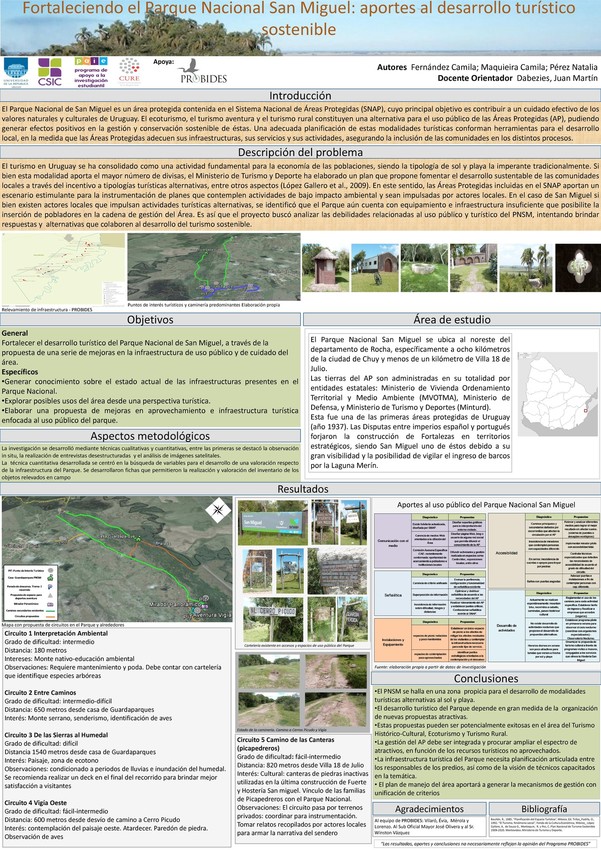 Fortaleciendo el Parque Nacional San Miguel: aportes al desarrollo turístico
sostenible
UNIVERSIDAD
DE LA REPUBLICA
CSIC
paie
programa de
apoyo a la
investigación
estudiantil
CURE
Apoya:
PROBIDES
Autores Fernández Camila; Maquieira Camila; Pérez Natalia
Docente Orientador Dabezies, Juan Martín
Introducción
El Parque Nacional de San Miguel es un área protegida contenida en el Sistema Nacional de Áreas Protegidas (SNAP), cuyo principal objetivo es contribuir a un cuidado efectivo de los
valores naturales y culturales de Uruguay. El ecoturismo, el turismo aventura y el turismo rural constituyen una alternativa para el uso público de las Áreas Protegidas (AP), pudiendo
generar efectos positivos en la gestión y conservación sostenible de éstas. Una adecuada planificación de estas modalidades turísticas conforman herramientas para el desarrollo
local, en la medida que las Áreas Protegidas adecuen sus infraestructuras, sus servicios y sus actividades, asegurando la inclusión de las comunidades en los distintos procesos.
Descripción del problema
El turismo en Uruguay se ha consolidado como una actividad fundamental para la economía de las poblaciones, siendo la tipología de sol y playa la imperante tradicionalmente. Si
bien esta modalidad aporta el mayor número de divisas, el Ministerio de Turismo y Deporte ha elaborado un plan que propone fomentar el desarrollo sustentable de las comunidades
locales a través del incentivo a tipologías turísticas alternativas, entre otros aspectos (López Gallero et al., 2009). En este sentido, las Áreas Protegidas incluidas en el SNAP aportan un
escenario estimulante para la instrumentación de planes que contemplen actividades de bajo impacto ambiental y sean impulsadas por actores locales. En el caso de San Miguel si
bien existen actores locales que impulsan actividades turísticas alternativas, se identificó que el Parque aún cuenta con equipamiento e infraestructura insuficiente que posibilite la
inserción de pobladores en la cadena de gestión del Área. Es así que el proyecto buscó analizar las debilidades relacionadas al uso público y turístico del PNSM, intentando brindar
respuestas y alternativas que colaboren al desarrollo del turismo sostenible.
Relevamiento de infraestructura - PROBIDES
Puntos de interés turísticos y caminería predominantes Elaboración propia
Objetivos
General
Fortalecer el desarrollo turístico del Parque Nacional de San Miguel, a través de la
propuesta de una serie de mejoras en la infraestructura de uso público y de cuidado del
área.
Específicos
•Generar conocimiento sobre el estado actual de las infraestructuras presentes en el
Parque Nacional.
•Explorar posibles usos del área desde una perspectiva turística.
•Elaborar una propuesta de mejoras en aprovechamiento e infraestructura turística
enfocada al uso público del parque.
Aspectos metodológicos
La investigación se desarrolló mediante técnicas cualitativas y cuantitativas, entre las primeras se destacó la observación
in situ, la realización de entrevistas desestructuradas y el análisis de imágenes satelitales.
La técnica cuantitativa desarrollada se centró en la búsqueda de variables para el desarrollo de una valoración respecto
de la infraestructura del Parque. Se desarrollaron fichas que permitieron la realización y valoración del inventario de los
objetos relevados en campo
Área de estudio
El Parque Nacional San Miguel se ubica al noreste del
departamento de Rocha, específicamente a ocho kilómetros
de la ciudad de Chuy y menos de un kilómetro de Villa 18 de
Julio.
Las tierras del AP son administradas en su totalidad por
entidades estatales: Ministerio de Vivienda Ordenamiento
Territorial y Medio Ambiente (MVOTMA), Ministerio de
Defensa, y Ministerio de Turismo y Deportes (Minturd).
Esta fue una de las primeras áreas protegidas de Uruguay
(año 1937). Las Disputas entre imperios español y portugués
forjaron la construcción de Fortalezas en territorios
estratégicos, siendo San Miguel uno de éstos debido a su
gran visibilidad y la posibilidad de vigilar el ingreso de barcos
por la Laguna Merín.
Resultados
Mapa con propuesta de circuitos en el Parque y alrededores
Circuito 1 Interpretación Ambiental
Grado de dificultad: intermedio
Distancia: 180 metros
Intereses: Monte nativo-educación ambiental
Observaciones: Requiere mantenimiento y poda. Debe contar con cartelería
que identifique especies arbóreas
Circuito 2 Entre Caminos
Grado de dificultad: intermedio-difícil
Distancia: 650 metros desde casa de Guardaparques
Interés: Monte serrano, senderismo, identificación de aves
Circuito 3 De las Sierras al Humedal
Grado de dificultad: difícil
Distancia 1540 metros desde casa de Guardaparques
Interés: Paisaje, zona de ecotono
Observaciones: condicionado a periodos de lluvias e inundación del humedal.
Se recomienda realizar un deck en el final del recorrido para brindar mejor
satisfacción a visitantes
Circuito 4 Vigia Oeste
Grado de dificultad: fácil-intermedio
Distancia: 600 metros desde desvío de camino a Cerro Picudo
Interés: contemplación del paisaje oeste. Atardecer. Paredón de piedra.
Observación de aves
CERRO PICUDO
Cartelería existente en accesos y espacios de uso público del Parque
Estado de la caminería. Camino a Cerros Picudo y Vigía
Circuito 5 Camino de las Canteras
(picapedreros)
Grado de dificultad: fácil-intermedio
Distancia: 820 metros desde Villa 18 de Julio
Interés: Cultural: canteras de piedras inactivas
utilizadas en la última construcción de Fuerte
y Hostería San miguel. Vínculo de las familias
de Picapedreros con el Parque Nacional.
Observaciones: El circuito pasa por terrenos
privados: coordinar para instrumentación.
Tomar relatos recopilados por actores locales
para armar la narrativa del sendero
Aportes al uso público del Parque Nacional San Miguel
Diagnóstico
Propuestas
Comunicación con el
medio
Señalética
Instalaciones y
Equipamiento
Diagnóstico
Propuestas
Accesibilidad
Desarrollo de
actividades
Fuente: elaboración propia a partir de datos de investigación
Conclusiones
•El PNSM se halla en una zona propicia para el desarrollo de modalidades
turísticas alternativas al sol y playa.
•El desarrollo turístico del Parque depende en gran medida de la organización
de nuevas propuestas atractivas.
•Estas propuestas pueden ser potencialmente exitosas en el área del Turismo
Histórico-Cultural, Ecoturismo y Turismo Rural.
•La gestión del AP debe ser integrada y procurar ampliar el espectro de
atractivos, en función de los recursos turísticos no aprovechados.
•La infraestructura turística del Parque necesita planificación articulada entre
los responsables de los predios, así como de la visión de técnicos capacitados
en la temática.
• El plan de manejo del área aportará a generar la mecanismos de gestión con
unificación de criterios
Agradecimientos
Al equipo de PROBIDES: Vilaró, Évia, Mérola y
Lorenzo. Al Sub Oficial Mayor José Olivera y al Sr.
Winston Vázques
Bibliografía
"Los resultados, aportes y conclusiones no necesariamente reflejan la opinión del Programa PROBIDES"